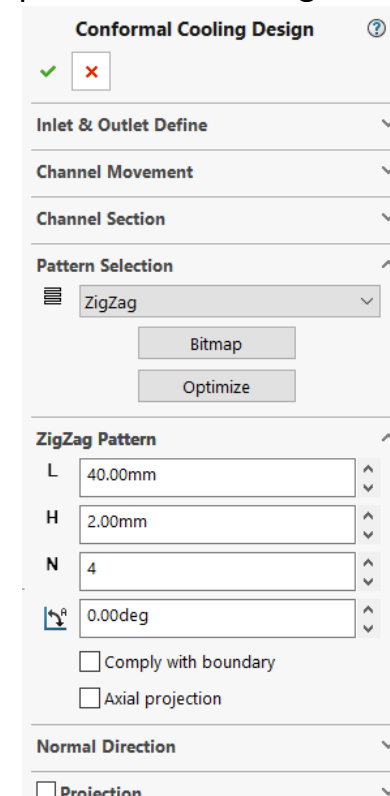 Conformal Cooling Design
Inlet & Outlet Define
Channel Movement
Channel Section
Pattern Selection
ZigZag
Bitmap
Optimize
ZigZag Pattern
L 40.00mm
H 2.00mm
N 4
A 0.00deg
Comply with boundary
Axial projection
Normal Direction
Projection